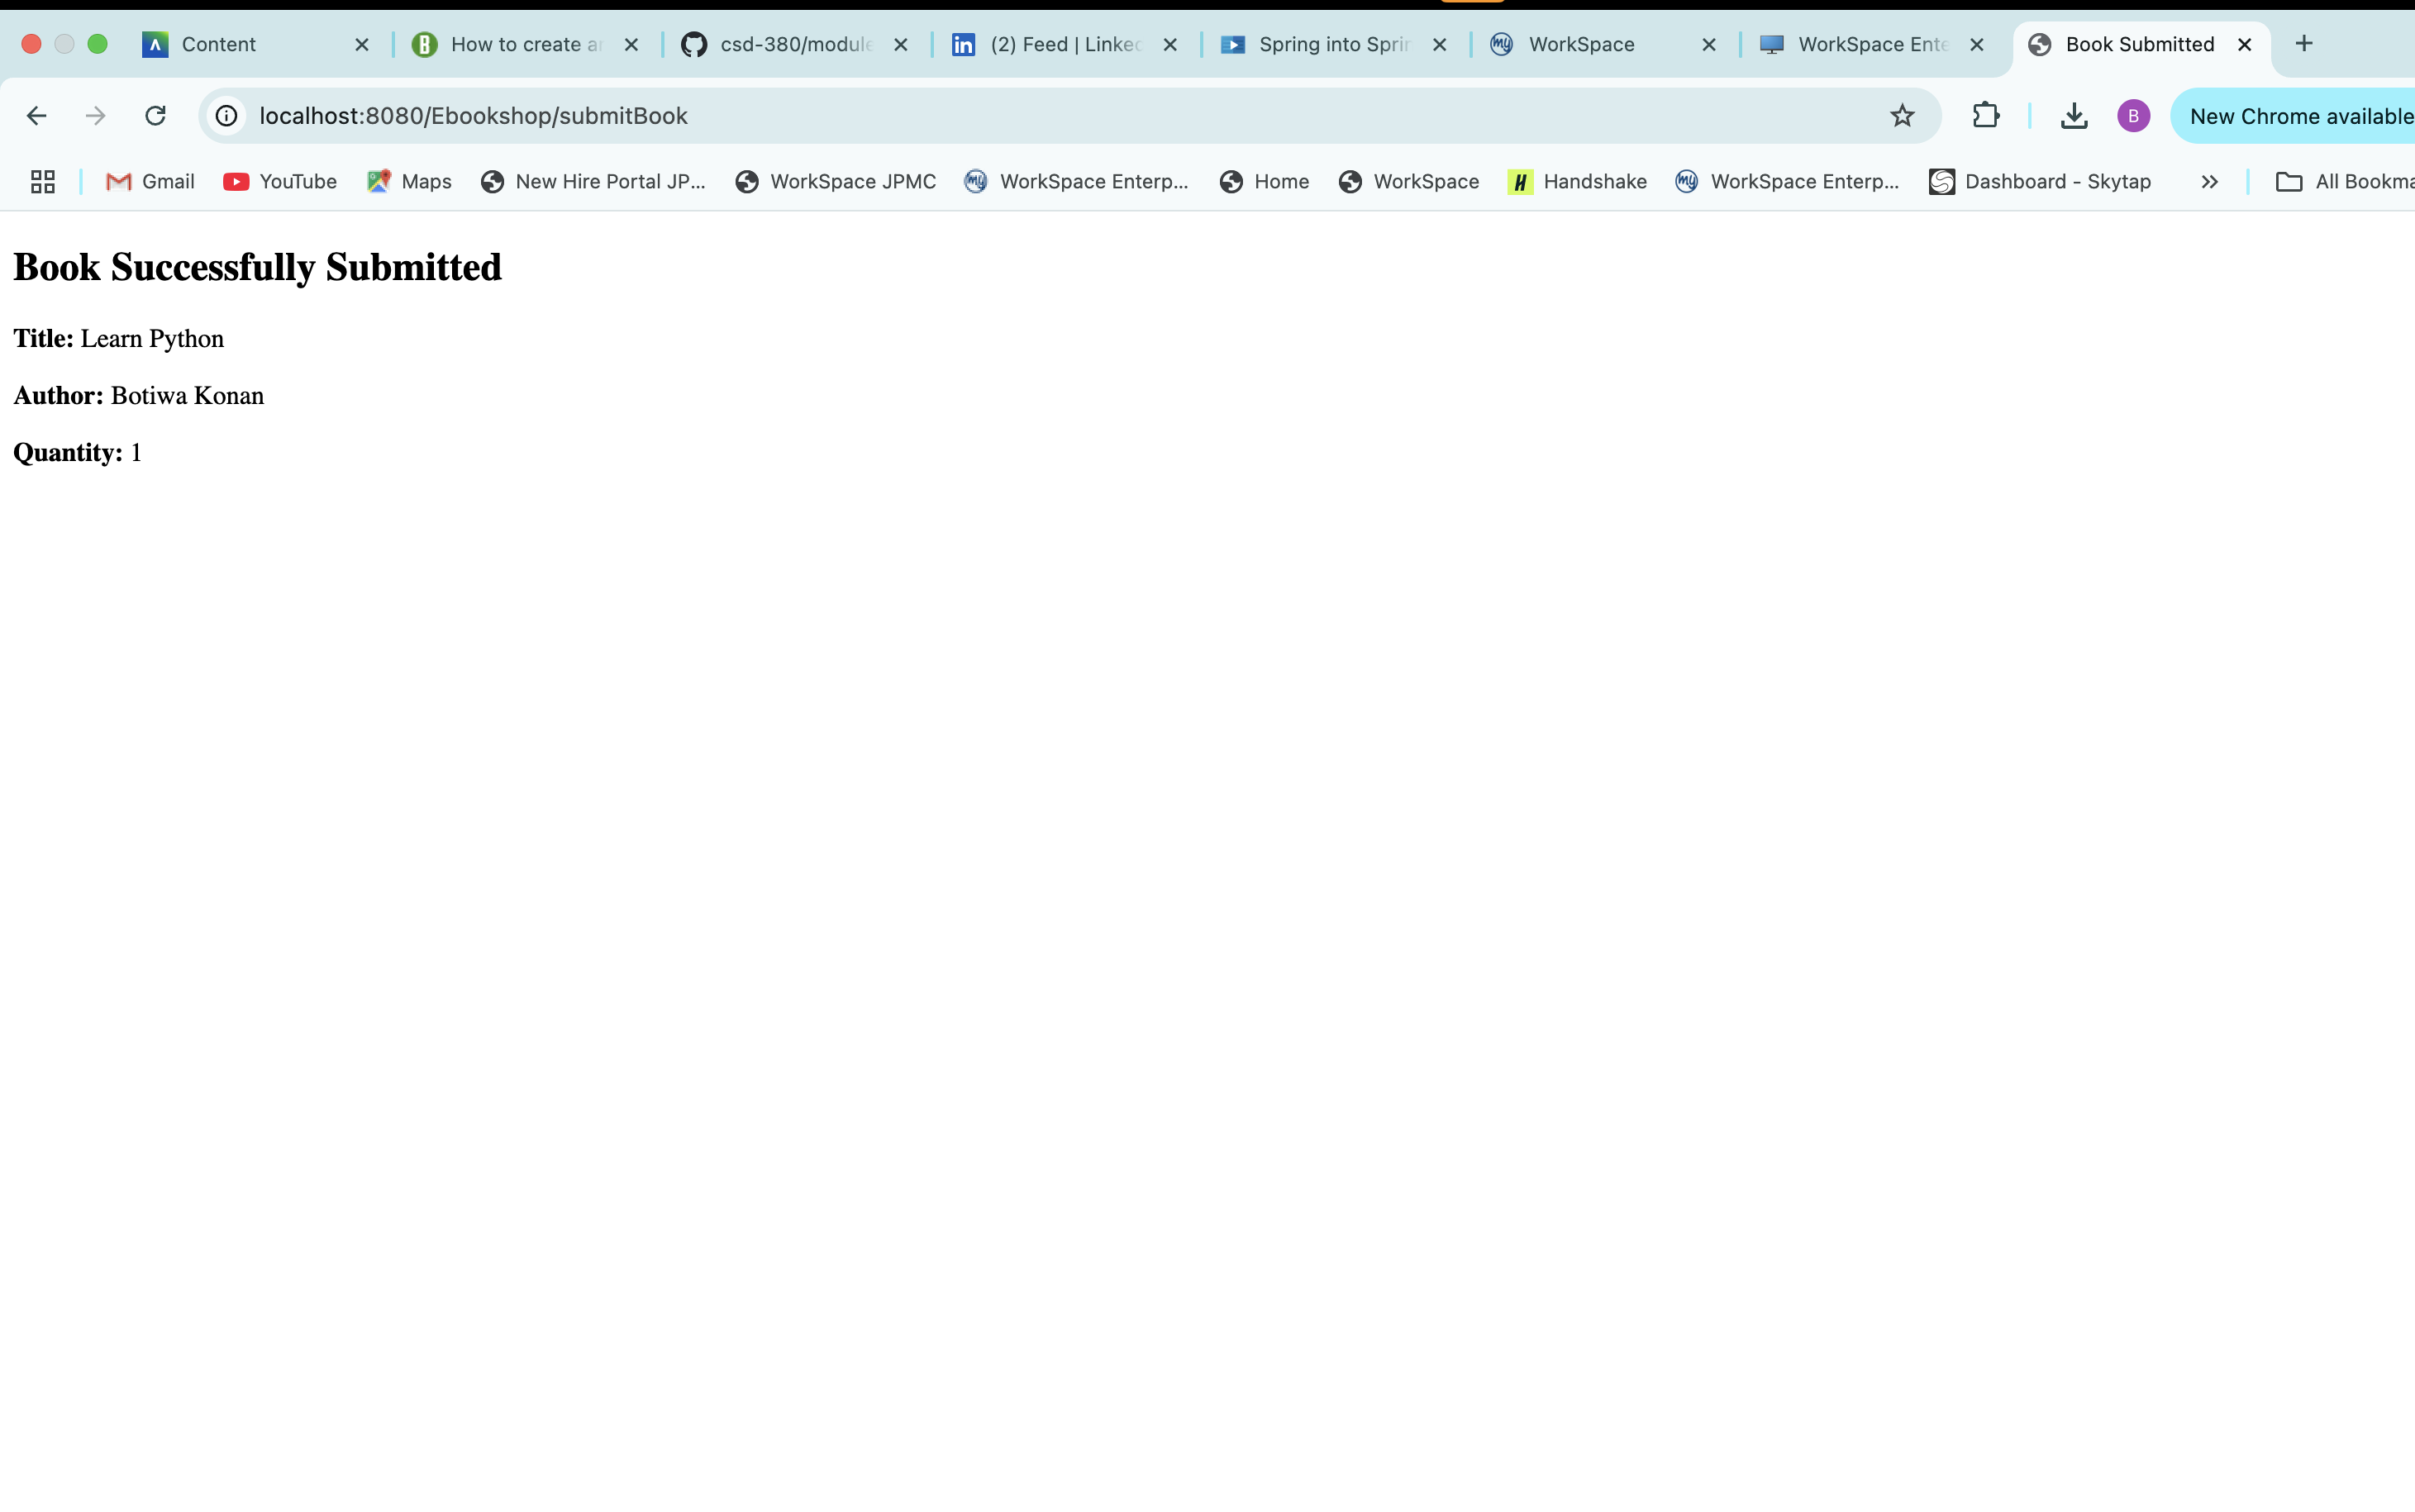 Content
How to create ar
csd-380/module
(2) Feed | Linked
Spring into Sprin
WorkSpace
WorkSpace Ente
Book Submitted
localhost:8080/Ebookshop/submitBook
B
New Chrome available
Gmail
YouTube
Maps
New Hire Portal JP...
WorkSpace JPMC
WorkSpace Enterp...
Home
WorkSpace
Handshake
WorkSpace Enterp...
Dashboard - Skytap
All Bookma
Book Successfully Submitted
Title: Learn Python
Author: Botiwa Konan
Quantity: 1